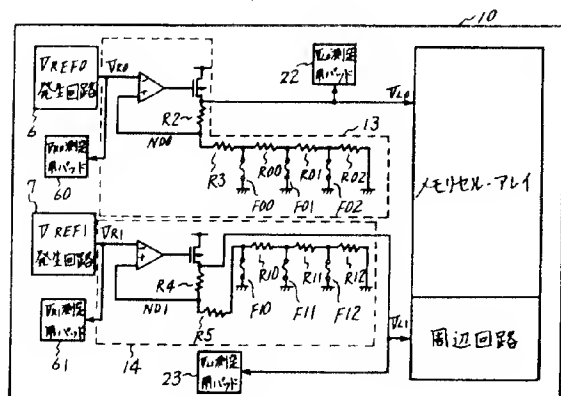 10
VREF0
発生回路
6
VR0
VR0測定
用パッド
60
R2
ND0
R3
R00
R01
R02
F00
F01
F02
13
VL0測定
用パッド
22
VL0
メモリセル・アレイ
7
VREF1
発生回路
VR1
VR1測定
用パッド
61
R4
ND1
R5
R10
R11
R12
F10
F11
F12
14
VL1測定
用パッド
23
VL1
周辺回路